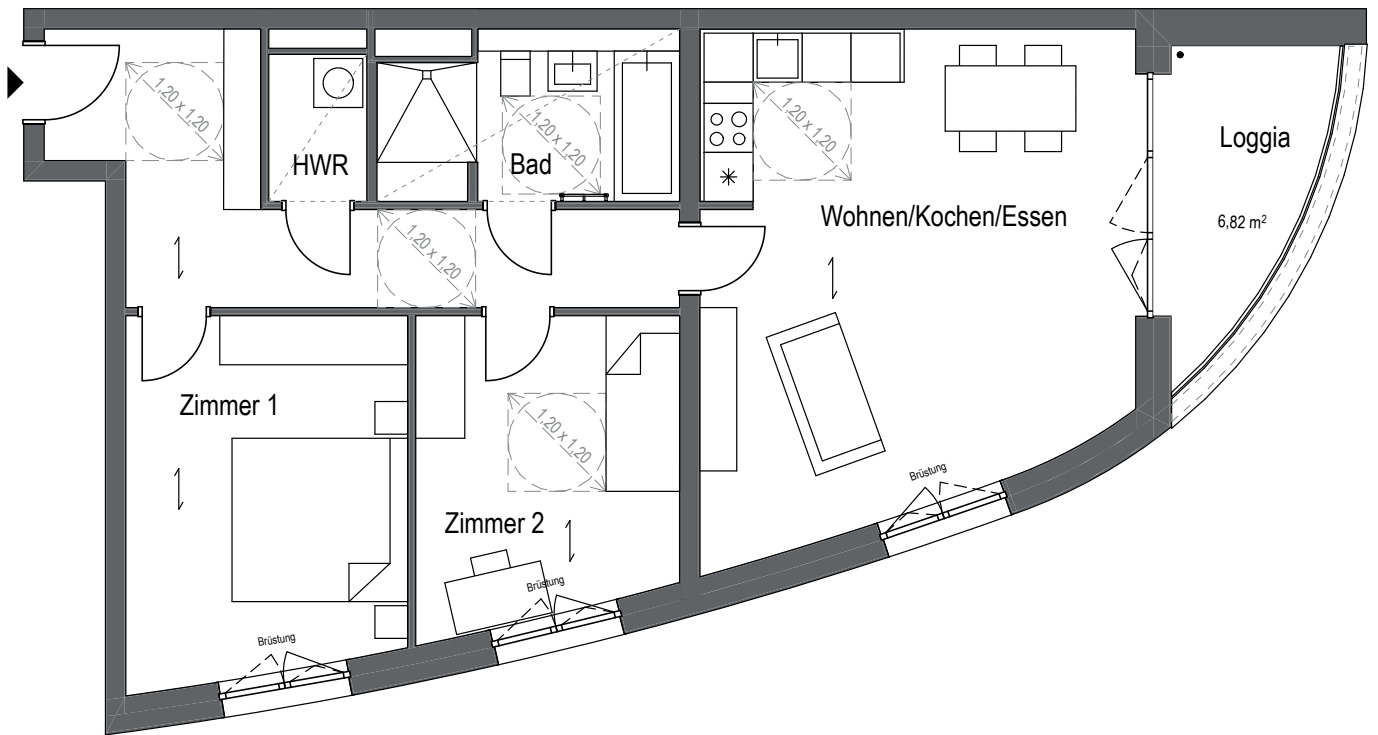 1,20 x 1,20
HWR
Bad
1,20 x 1,20
1,20 x 1,20
1,20 x 1,20
Wohnen/Kochen/Essen
Loggia
6,82 m²
Zimmer 1
Zimmer 2
1,20 x 1,20
Brüstung
Brüstung
Brüstung